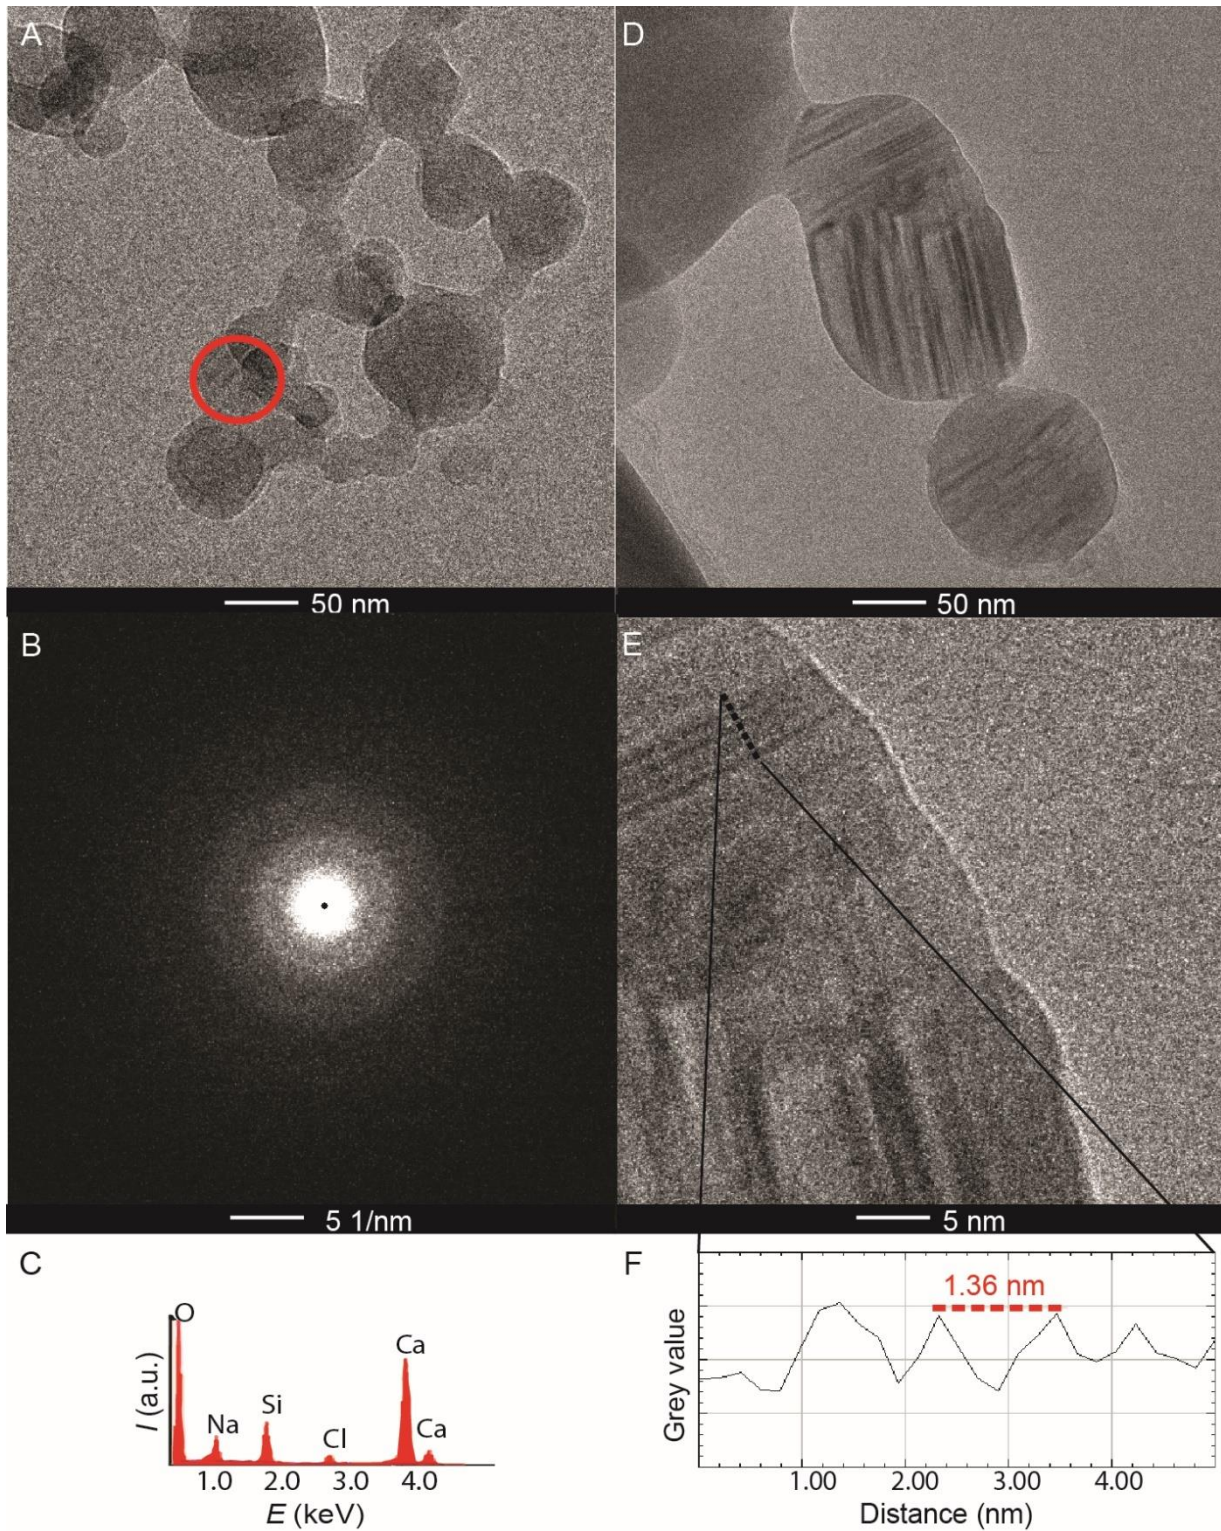 A
50 nm
B
5 1/nm
C
O
Na
Si
Cl
Ca
Ca
I (a.u.)
1.0 2.0 3.0 4.0
E (keV)
D
50 nm
E
5 nm
F
1.36 nm
Grey value
1.00 2.00 3.00 4.00
Distance (nm)